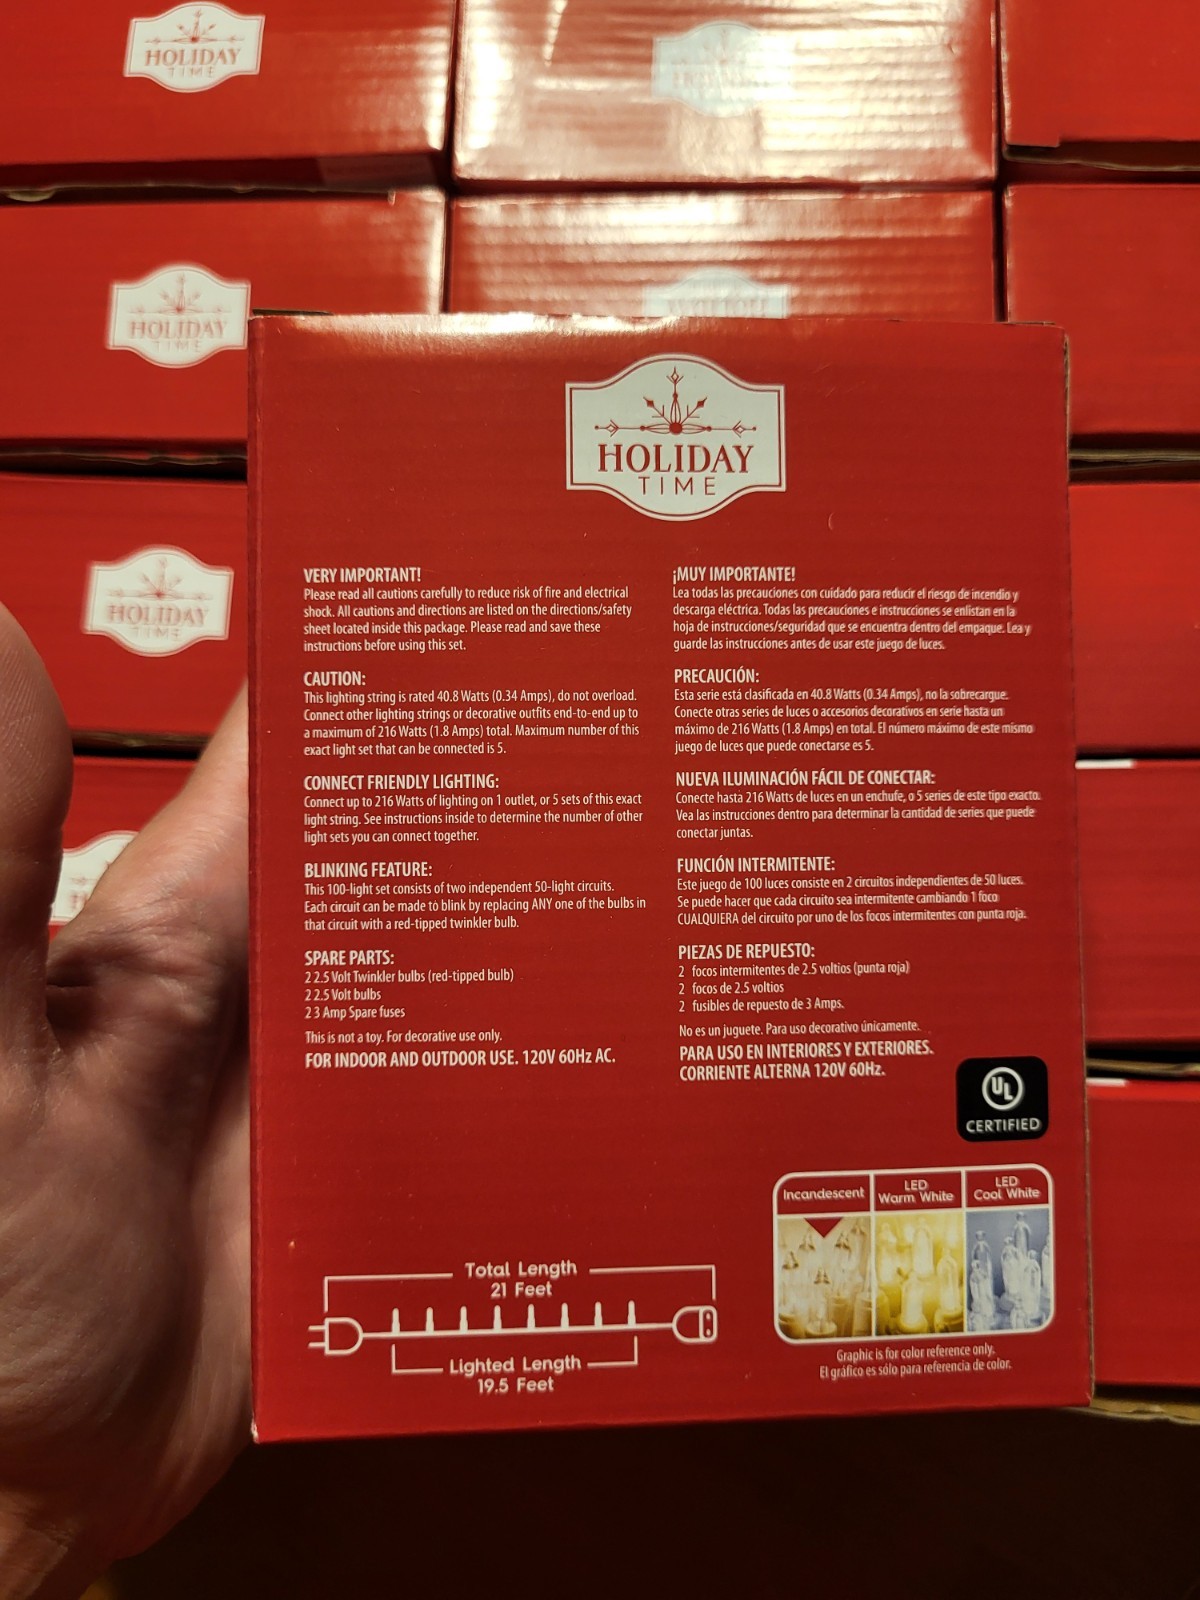 HOLIDAY
TIME
HOLIDAY
TIME
HOLIDAY
TIME
HOLIDAY
TIME
VERY IMPORTANT!
Please read all cautions carefully to reduce risk of fire and electrical
shock. All cautions and directions are listed on the directions/safety
sheet located inside this package. Please read and save these
instructions before using this set.
CAUTION:
This lighting string is rated 40.8 Watts (0.34 Amps), do not overload.
Connect other lighting strings or decorative outfits end-to-end up to
a maximum of 216 Watts (1.8 Amps) total. Maximum number of this
exact light set that can be connected is 5.
CONNECT FRIENDLY LIGHTING:
Connect up to 216 Watts of lighting on 1 outlet, or 5 sets of this exact
light string. See instructions inside to determine the number of other
light sets you can connect together.
BLINKING FEATURE:
This 100-light set consists of two independent 50-light circuits.
Each circuit can be made to blink by replacing ANY one of the bulbs in
that circuit with a red-tipped twinkler bulb.
SPARE PARTS:
2 2.5 Volt Twinkler bulbs (red-tipped bulb)
2 2.5 Volt bulbs
2 3 Amp Spare fuses
This is not a toy. For decorative use only.
FOR INDOOR AND OUTDOOR USE. 120V 60Hz AC.
¡MUY IMPORTANTE!
Lea todas las precauciones con cuidado para reducir el riesgo de incendio y
descarga eléctrica. Todas las precauciones e instrucciones se enlistan en la
hoja de instrucciones/seguridad que se encuentra dentro del empaque. Lea y
guarde las instrucciones antes de usar este juego de luces.
PRECAUCIÓN:
Esta serie está clasificada en 40.8 Watts (0.34 Amps), no la sobrecargue.
Conecte otras series de luces o accesorios decorativos en serie hasta un
máximo de 216 Watts (1.8 Amps) en total. El número máximo de este mismo
juego de luces que puede conectarse es 5.
NUEVA ILUMINACIÓN FÁCIL DE CONECTAR:
Conecte hasta 216 Watts de luces en un enchufe, o 5 series de este tipo exacto.
Vea las instrucciones dentro para determinar la cantidad de series que puede
conectar juntas.
FUNCIÓN INTERMITENTE:
Este juego de 100 luces consiste en 2 circuitos independientes de 50 luces.
Se puede hacer que cada circuito sea intermitente cambiando 1 foco
CUALQUIERA del circuito por uno de los focos intermitentes con punta roja.
PIEZAS DE REPUESTO:
2 focos intermitentes de 2.5 voltios (punta roja)
2 focos de 2.5 voltios
2 fusibles de repuesto de 3 Amps.
No es un juguete. Para uso decorativo únicamente.
PARA USO EN INTERIORES Y EXTERIORES.
CORRIENTE ALTERNA 120V 60Hz.
UL
CERTIFIED
Incandescent
LED
Warm White
LED
Cool White
Graphic is for color reference only.
El gráfico es sólo para referencia de color.
Total Length
21 Feet
Lighted Length
19.5 Feet